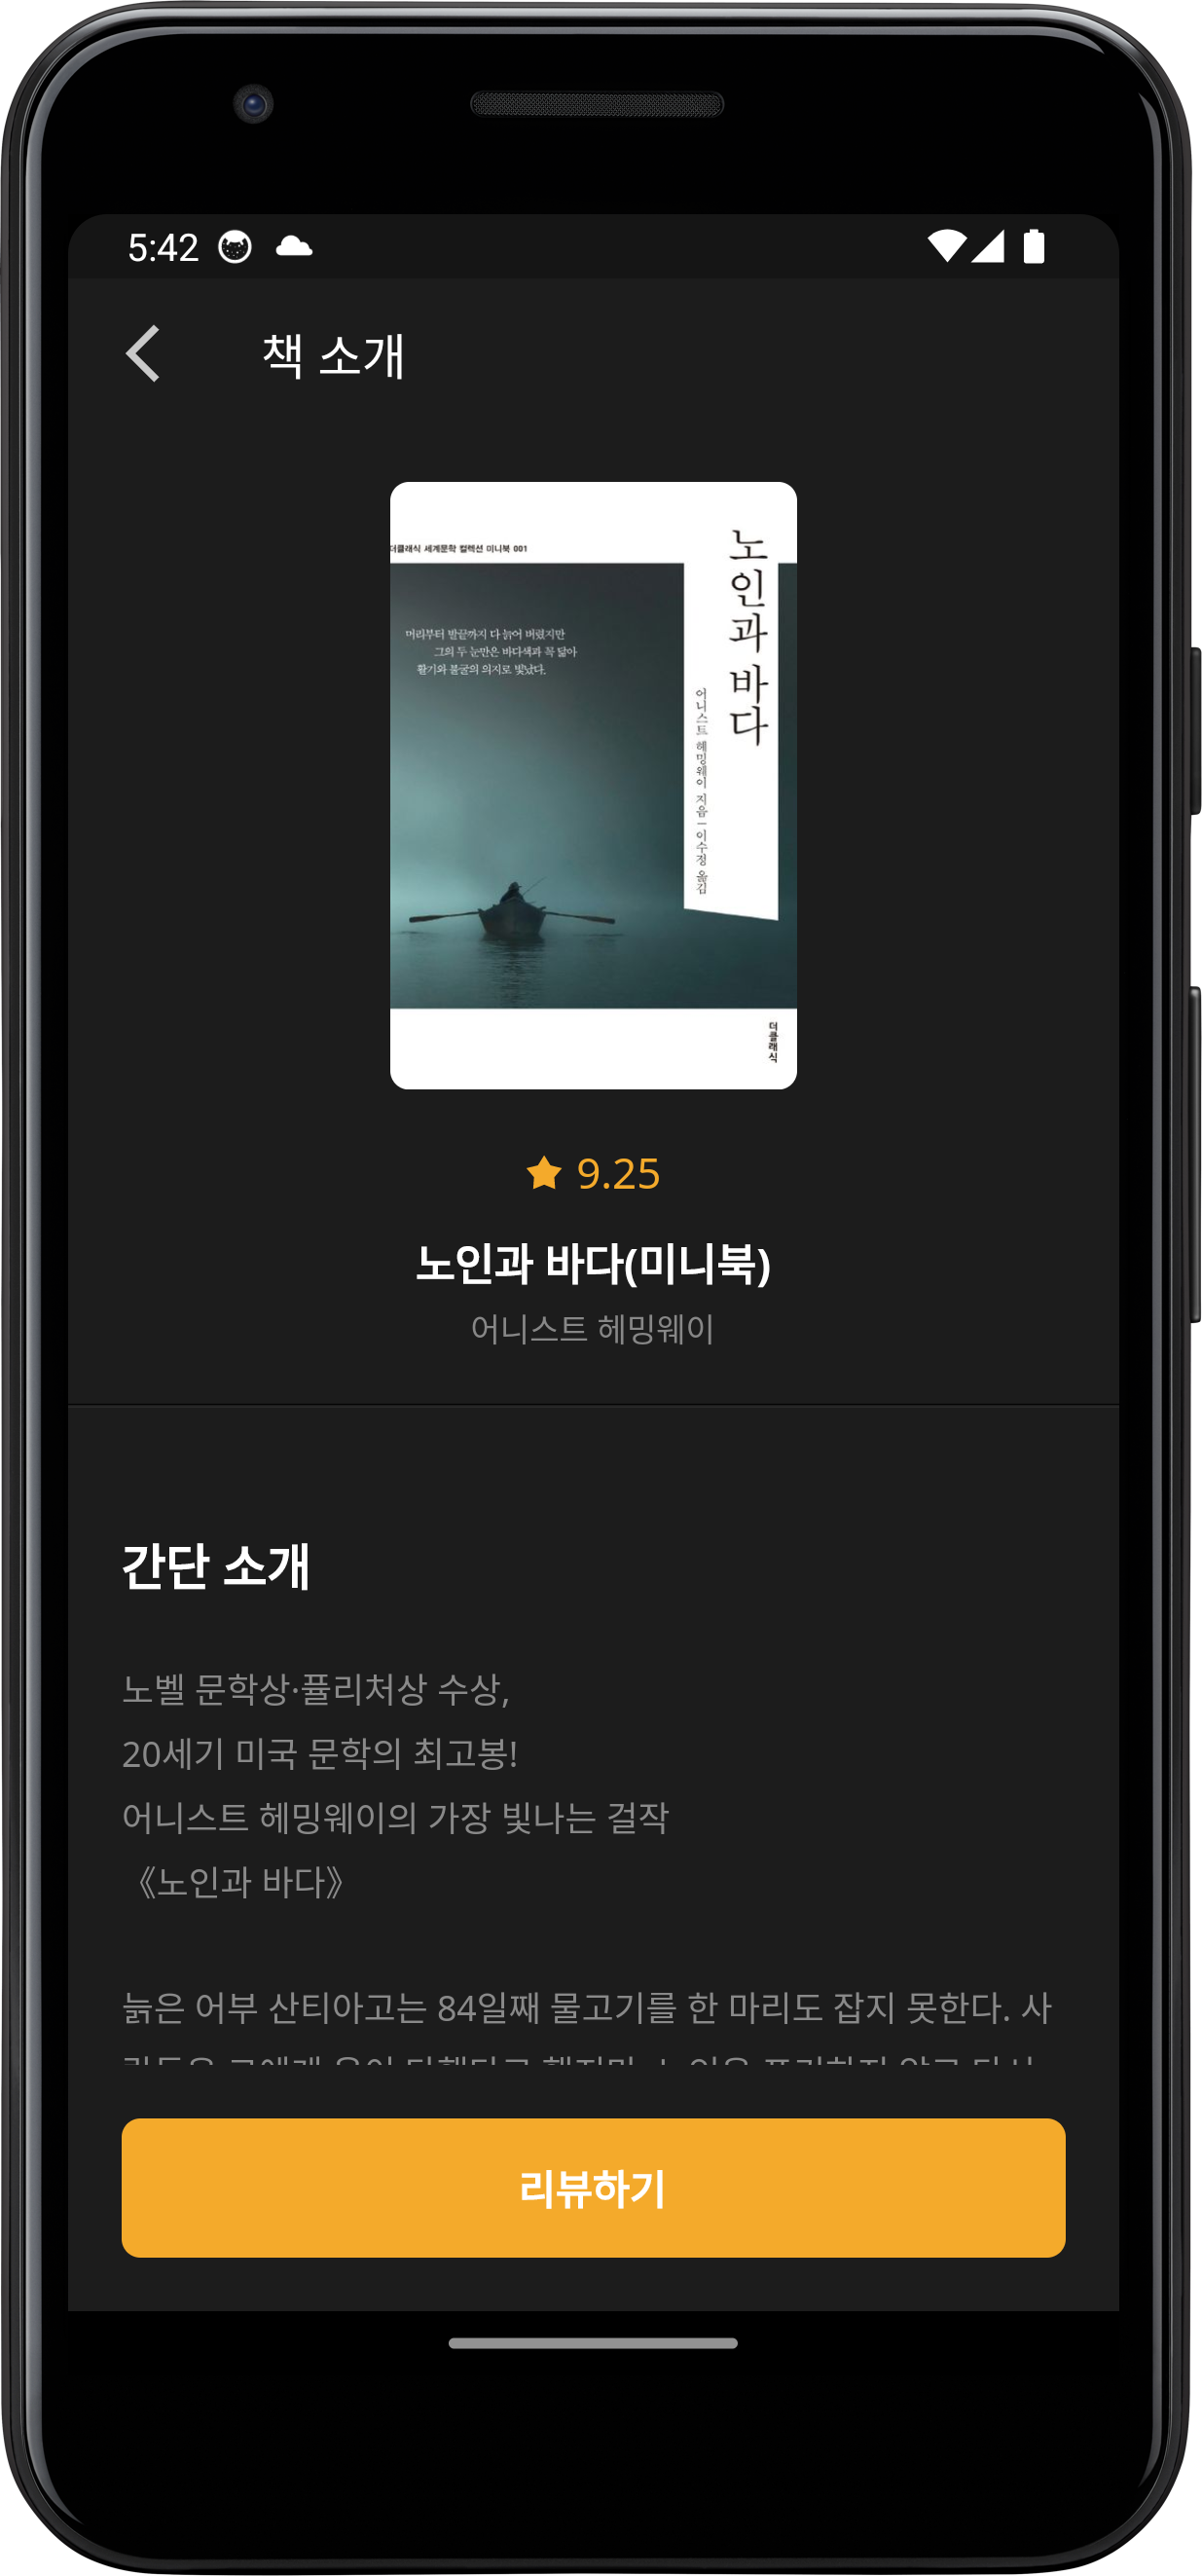 5:42
책 소개
더클래식 세계문학 컬렉션 미니북 001
노인과 바다
머리부터 발끝까지 다 늙어 버렸지만
그의 두 눈만은 바다색과 꼭 닮아
활기와 불굴의 의지로 빛났다.
어니스트 헤밍웨이 지음 | 이수정 옮김
더클래식
9.25
노인과 바다(미니북)
어니스트 헤밍웨이
간단 소개
노벨 문학상·퓰리처상 수상,
20세기 미국 문학의 최고봉!
어니스트 헤밍웨이의 가장 빛나는 걸작
《노인과 바다》
늙은 어부 산티아고는 84일째 물고기를 한 마리도 잡지 못한다. 사
리뷰하기